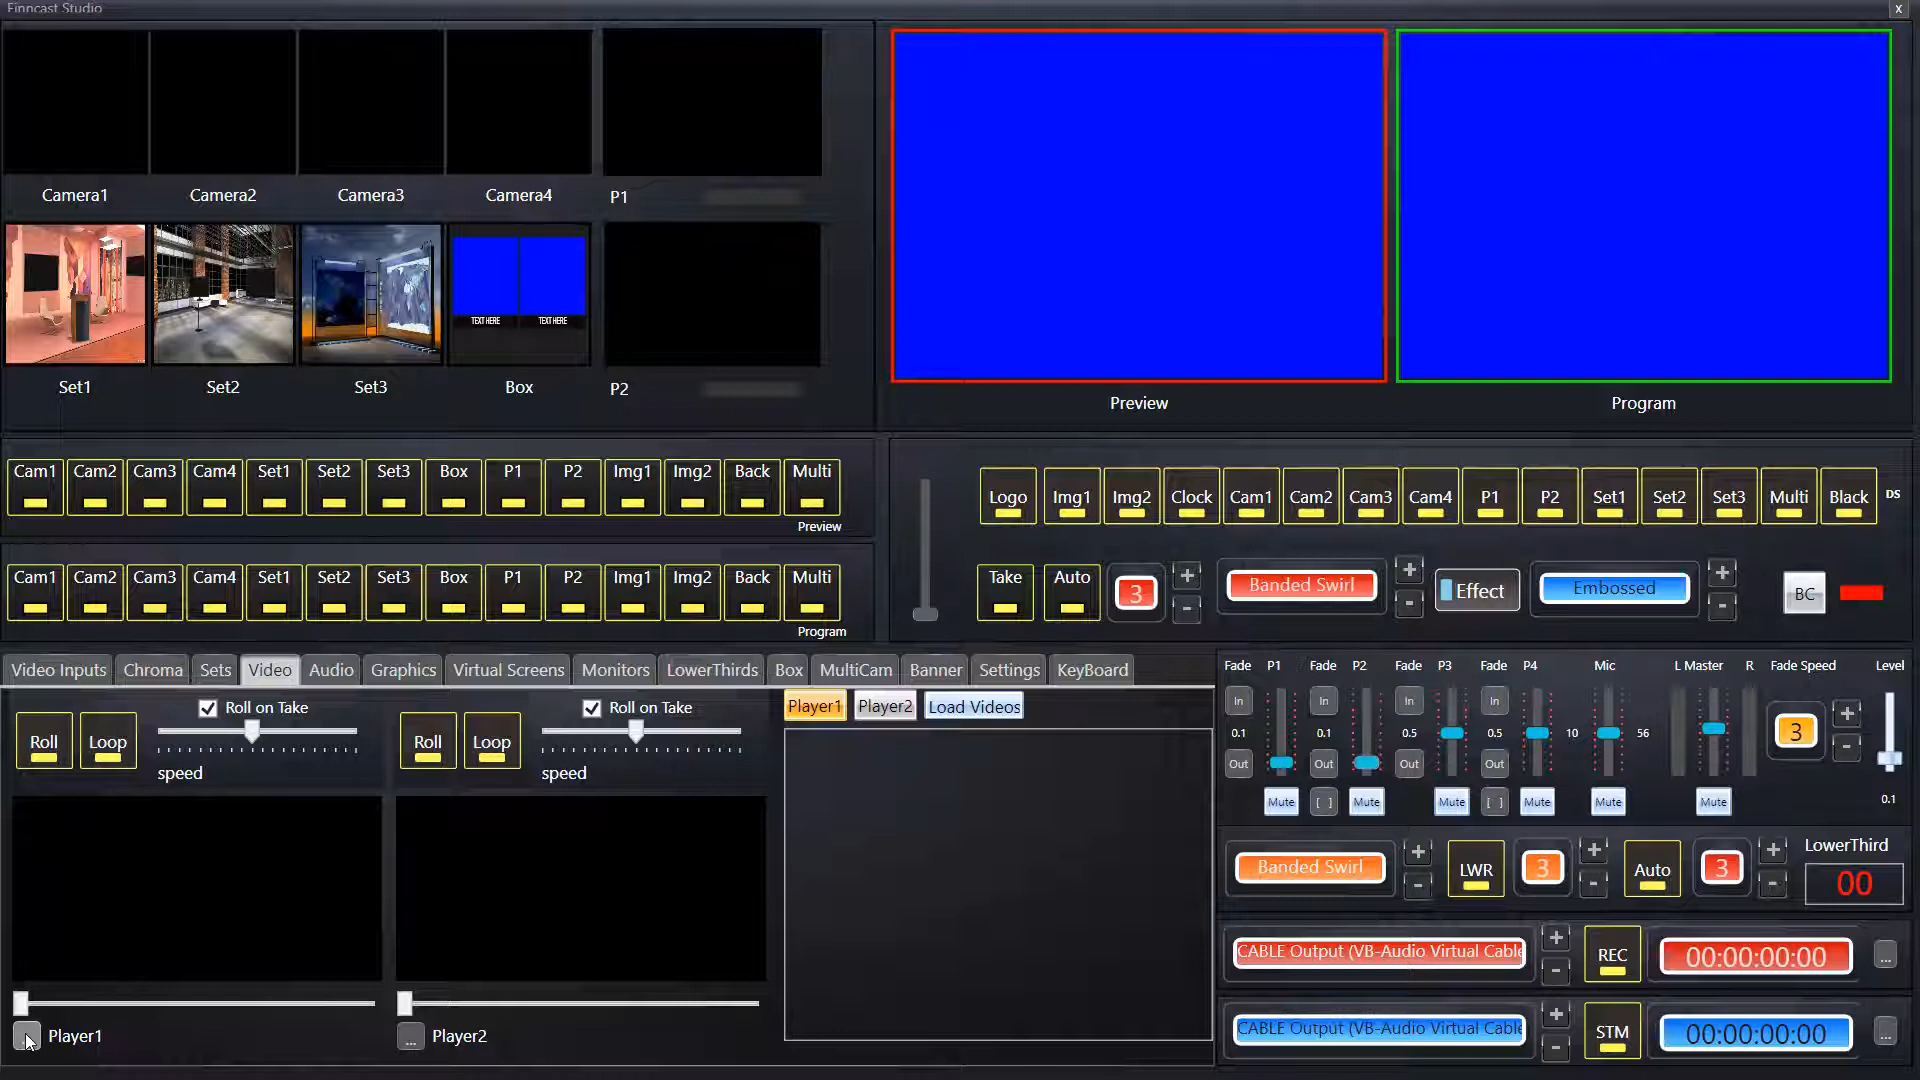 Finncast Studio
x
Camera1 Camera2 Camera3 Camera4 P1
TEXT HERE TEXT HERE
Set1 Set2 Set3 Box P2
Preview Program
Cam1 Cam2 Cam3 Cam4 Set1 Set2 Set3 Box P1 P2 Img1 Img2 Back Multi
Preview
Cam1 Cam2 Cam3 Cam4 Set1 Set2 Set3 Box P1 P2 Img1 Img2 Back Multi
Program
Logo Img1 Img2 Clock Cam1 Cam2 Cam3 Cam4 P1 P2 Set1 Set2 Set3 Multi Black DS
Take Auto 3 + - Banded Swirl + - Effect Embossed + - BC
Video Inputs Chroma Sets Video Audio Graphics Virtual Screens Monitors LowerThirds Box MultiCam Banner Settings KeyBoard
Roll Loop Roll on Take
speed
Roll Loop Roll on Take
speed
Player1 Player2 Load Videos
... Player1
... Player2
Fade P1 Fade P2 Fade P3 Fade P4 Mic L Master R Fade Speed Level
In In In In
0.1 0.1 0.5 0.5 10 56 3 + -
Out Out Out Out
Mute [ ] Mute Mute [ ] Mute Mute Mute 0.1
Banded Swirl + - LWR 3 + - Auto 3 + - LowerThird
00
CABLE Output (VB-Audio Virtual Cable + - REC 00:00:00:00 ...
CABLE Output (VB-Audio Virtual Cable + - STM 00:00:00:00 ...